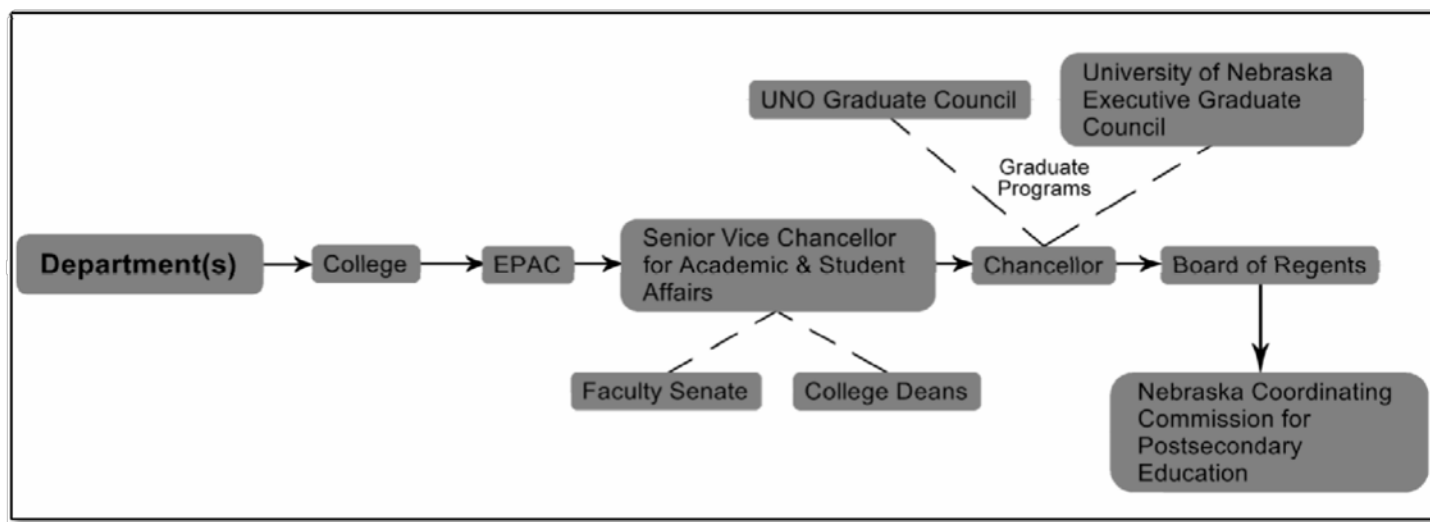 UNO Graduate Council
University of Nebraska
Executive Graduate
Council
Graduate
Programs
Department(s)
College
EPAC
Senior Vice Chancellor
for Academic & Student
Affairs
Chancellor
Board of Regents
Faculty Senate
College Deans
Nebraska Coordinating
Commission for
Postsecondary
Education